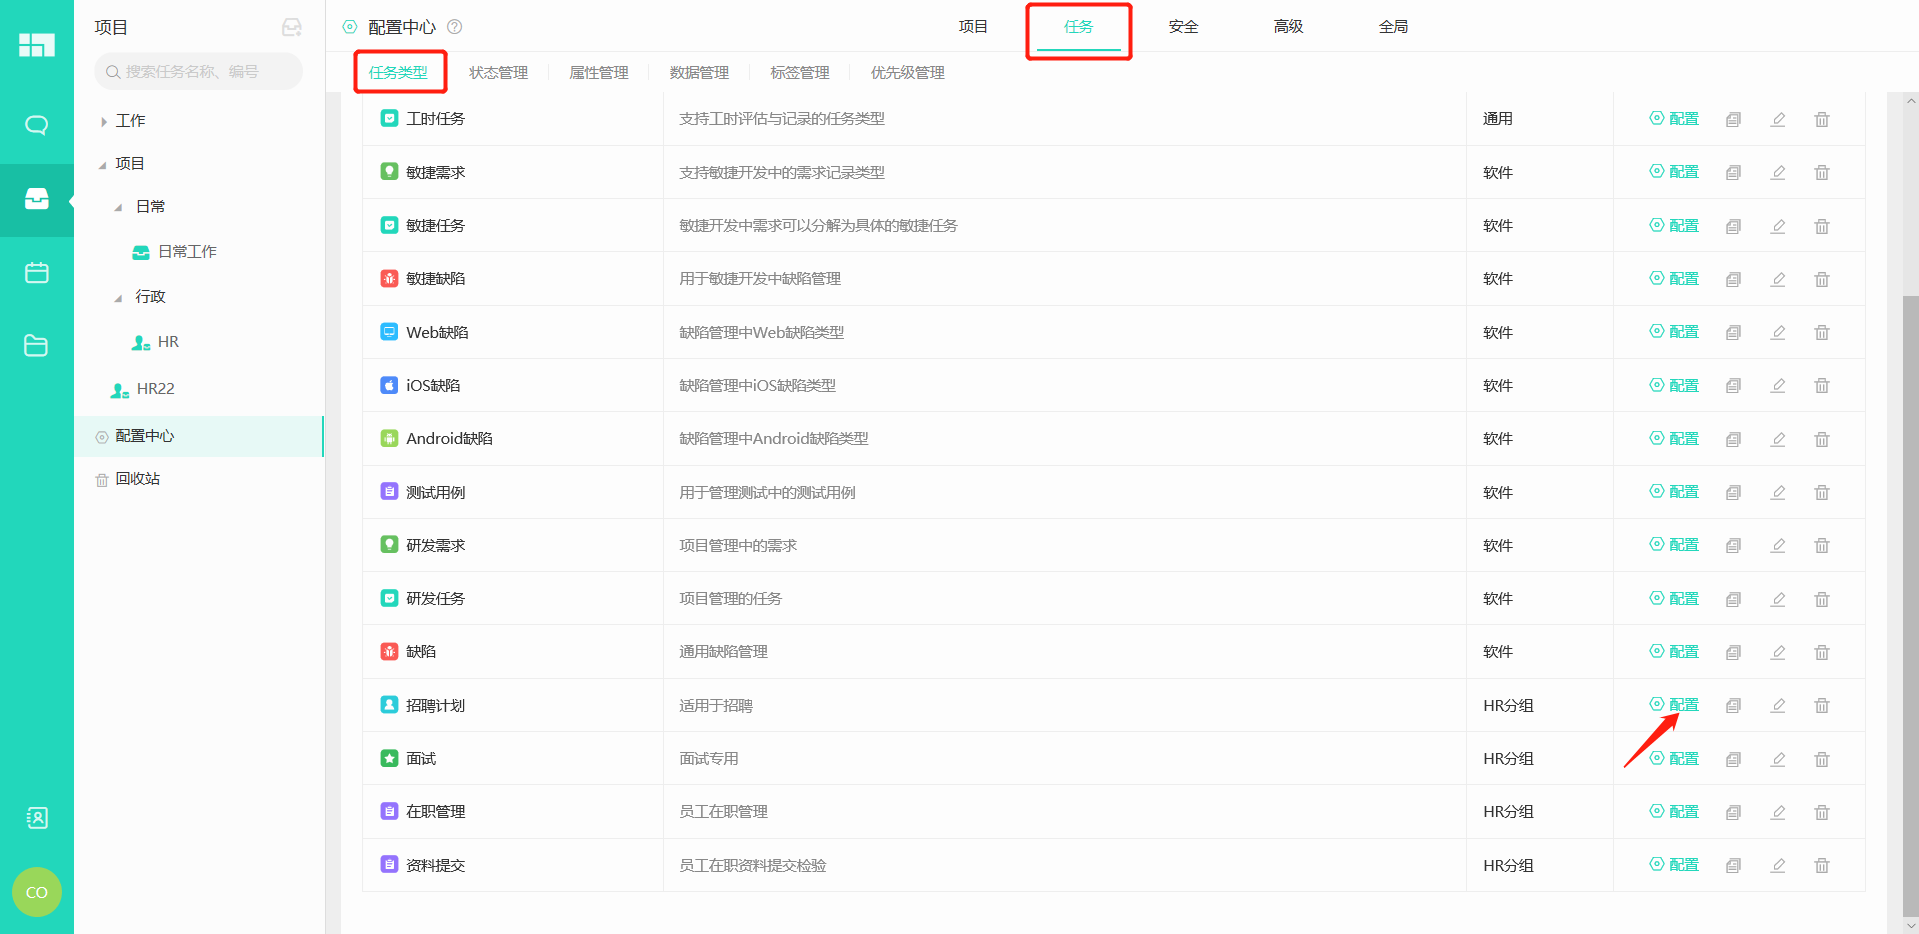 项目
搜索任务名称、编号
工作
项目
日常
日常工作
行政
HR
HR22
配置中心
回收站
CO
配置中心 ?
项目 任务 安全 高级 全局
任务类型 状态管理 属性管理 数据管理 标签管理 优先级管理
工时任务 支持工时评估与记录的任务类型 通用 配置
敏捷需求 支持敏捷开发中的需求记录类型 软件 配置
敏捷任务 敏捷开发中需求可以分解为具体的敏捷任务 软件 配置
敏捷缺陷 用于敏捷开发中缺陷管理 软件 配置
Web缺陷 缺陷管理中Web缺陷类型 软件 配置
iOS缺陷 缺陷管理中iOS缺陷类型 软件 配置
Android缺陷 缺陷管理中Android缺陷类型 软件 配置
测试用例 用于管理测试中的测试用例 软件 配置
研发需求 项目管理中的需求 软件 配置
研发任务 项目管理的任务 软件 配置
缺陷 通用缺陷管理 软件 配置
招聘计划 适用于招聘 HR分组 配置
面试 面试专用 HR分组 配置
在职管理 员工在职管理 HR分组 配置
资料提交 员工在职资料提交检验 HR分组 配置